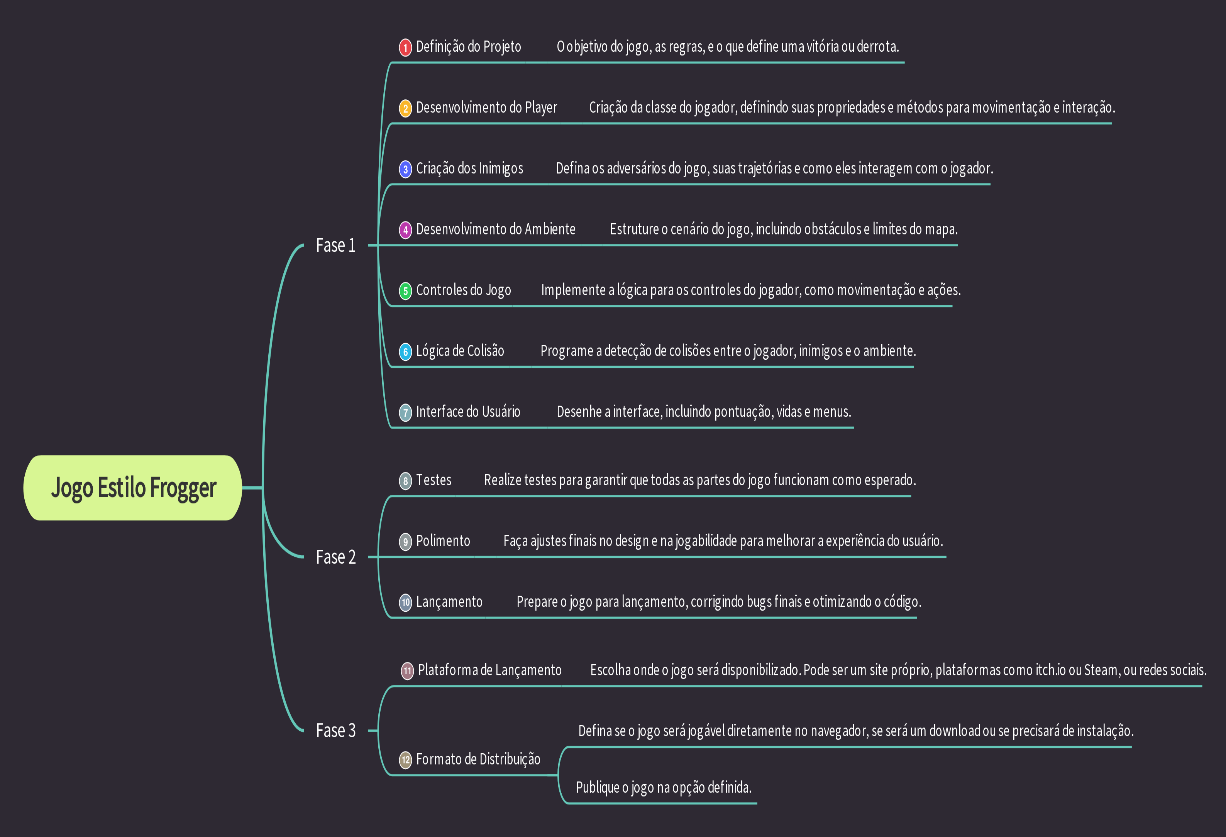 Jogo Estilo Frogger
Fase 1
1 Definição do Projeto
O objetivo do jogo, as regras, e o que define uma vitória ou derrota.
2 Desenvolvimento do Player
Criação da classe do jogador, definindo suas propriedades e métodos para movimentação e interação.
3 Criação dos Inimigos
Defina os adversários do jogo, suas trajetórias e como eles interagem com o jogador.
4 Desenvolvimento do Ambiente
Estruture o cenário do jogo, incluindo obstáculos e limites do mapa.
5 Controles do Jogo
Implemente a lógica para os controles do jogador, como movimentação e ações.
6 Lógica de Colisão
Programe a detecção de colisões entre o jogador, inimigos e o ambiente.
7 Interface do Usuário
Desenhe a interface, incluindo pontuação, vidas e menus.
Fase 2
8 Testes
Realize testes para garantir que todas as partes do jogo funcionam como esperado.
9 Polimento
Faça ajustes finais no design e na jogabilidade para melhorar a experiência do usuário.
10 Lançamento
Prepare o jogo para lançamento, corrigindo bugs finais e otimizando o código.
Fase 3
11 Plataforma de Lançamento
Escolha onde o jogo será disponibilizado. Pode ser um site próprio, plataformas como itch.io ou Steam, ou redes sociais.
12 Formato de Distribuição
Defina se o jogo será jogável diretamente no navegador, se será um download ou se precisará de instalação.
Publique o jogo na opção definida.